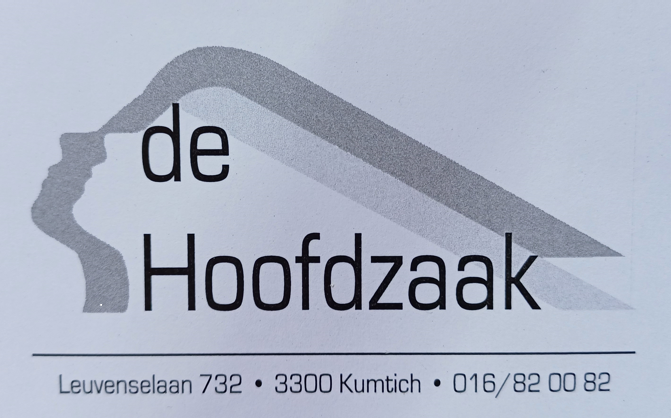 de
Hoofdzaak
Leuvenselaan 732 • 3300 Kumtich • 016/82 00 82